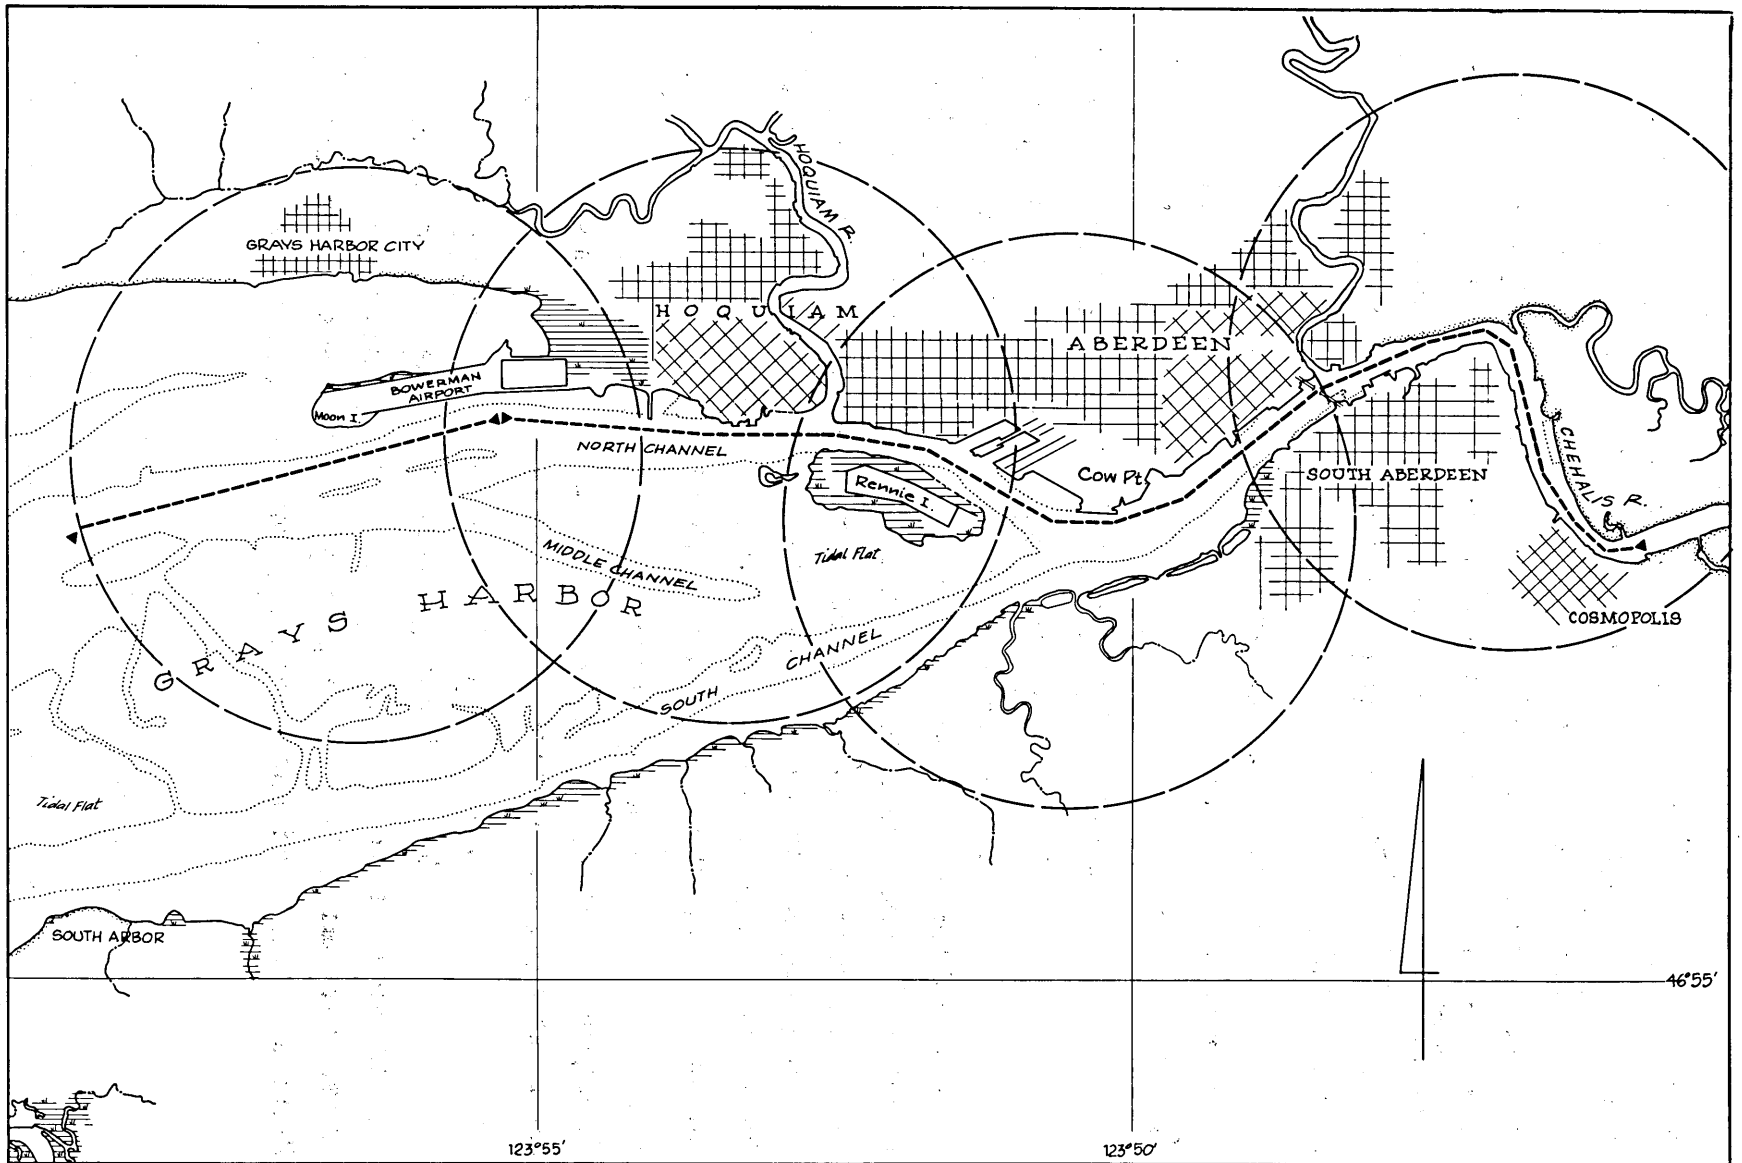 HOQUIAM R.
GRAYS HARBOR CITY
HOQUIAM
ABERDEEN
BOWERMAN
AIRPORT
Moon I.
NORTH CHANNEL
Cow Pt
SOUTH ABERDEEN
CHEHALIS R.
Rennie I.
Tidal Flat
MIDDLE CHANNEL
GRAYS HARBOR
COSMOPOLIS
SOUTH CHANNEL
Tidal Flat
SOUTH ARBOR
46°55'
123°55'
123°50'